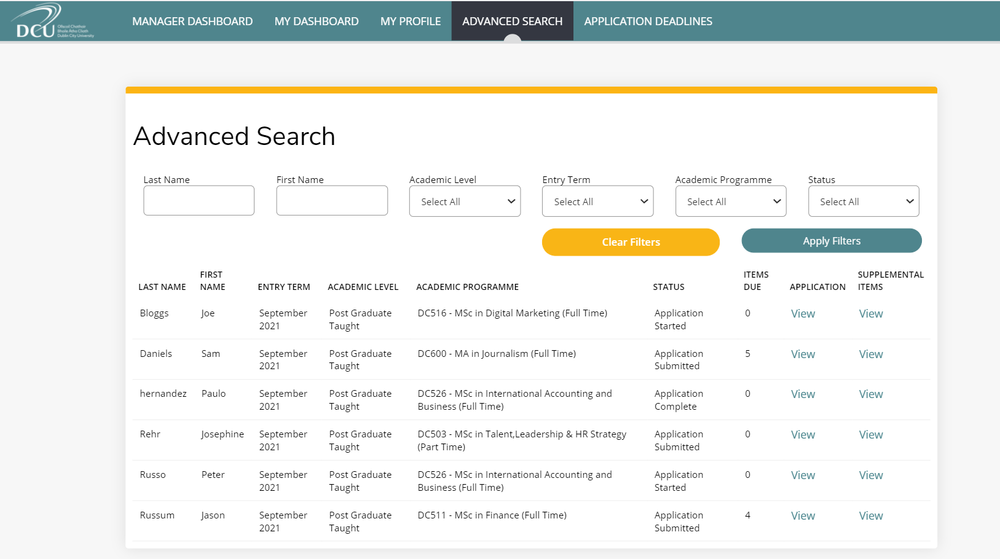 DCU
Ollscoil Chathair
Bhaile Átha Cliath
Dublin City University
MANAGER DASHBOARD MY DASHBOARD MY PROFILE ADVANCED SEARCH APPLICATION DEADLINES
Advanced Search
Last Name First Name Academic Level Entry Term Academic Programme Status
Select All Select All Select All Select All
Clear Filters Apply Filters
LAST NAME FIRST NAME ENTRY TERM ACADEMIC LEVEL ACADEMIC PROGRAMME STATUS ITEMS DUE APPLICATION SUPPLEMENTAL ITEMS
Bloggs Joe September 2021 Post Graduate Taught DC516 - MSc in Digital Marketing (Full Time) Application Started 0 View View
Daniels Sam September 2021 Post Graduate Taught DC600 - MA in Journalism (Full Time) Application Submitted 5 View View
hernandez Paulo September 2021 Post Graduate Taught DC526 - MSc in International Accounting and Business (Full Time) Application Complete 0 View View
Rehr Josephine September 2021 Post Graduate Taught DC503 - MSc in Talent,Leadership & HR Strategy (Part Time) Application Submitted 0 View View
Russo Peter September 2021 Post Graduate Taught DC526 - MSc in International Accounting and Business (Full Time) Application Started 0 View View
Russum Jason September 2021 Post Graduate Taught DC511 - MSc in Finance (Full Time) Application Submitted 4 View View